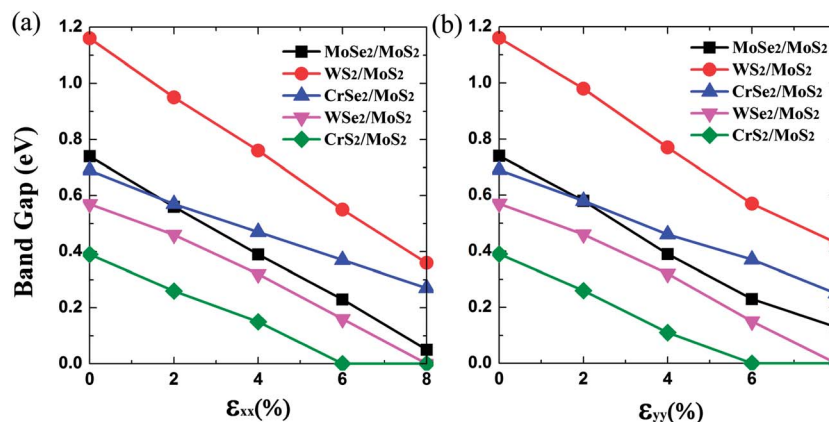 (a)
Band Gap (eV)
1.2
1.0
0.8
0.6
0.4
0.2
0.0
MoSe2/MoS2
WS2/MoS2
CrSe2/MoS2
WSe2/MoS2
CrS2/MoS2
0 2 4 6 8
εxx(%)
(b)
1.2
1.0
0.8
0.6
0.4
0.2
0.0
MoSe2/MoS2
WS2/MoS2
CrSe2/MoS2
WSe2/MoS2
CrS2/MoS2
0 2 4 6
εyy(%)